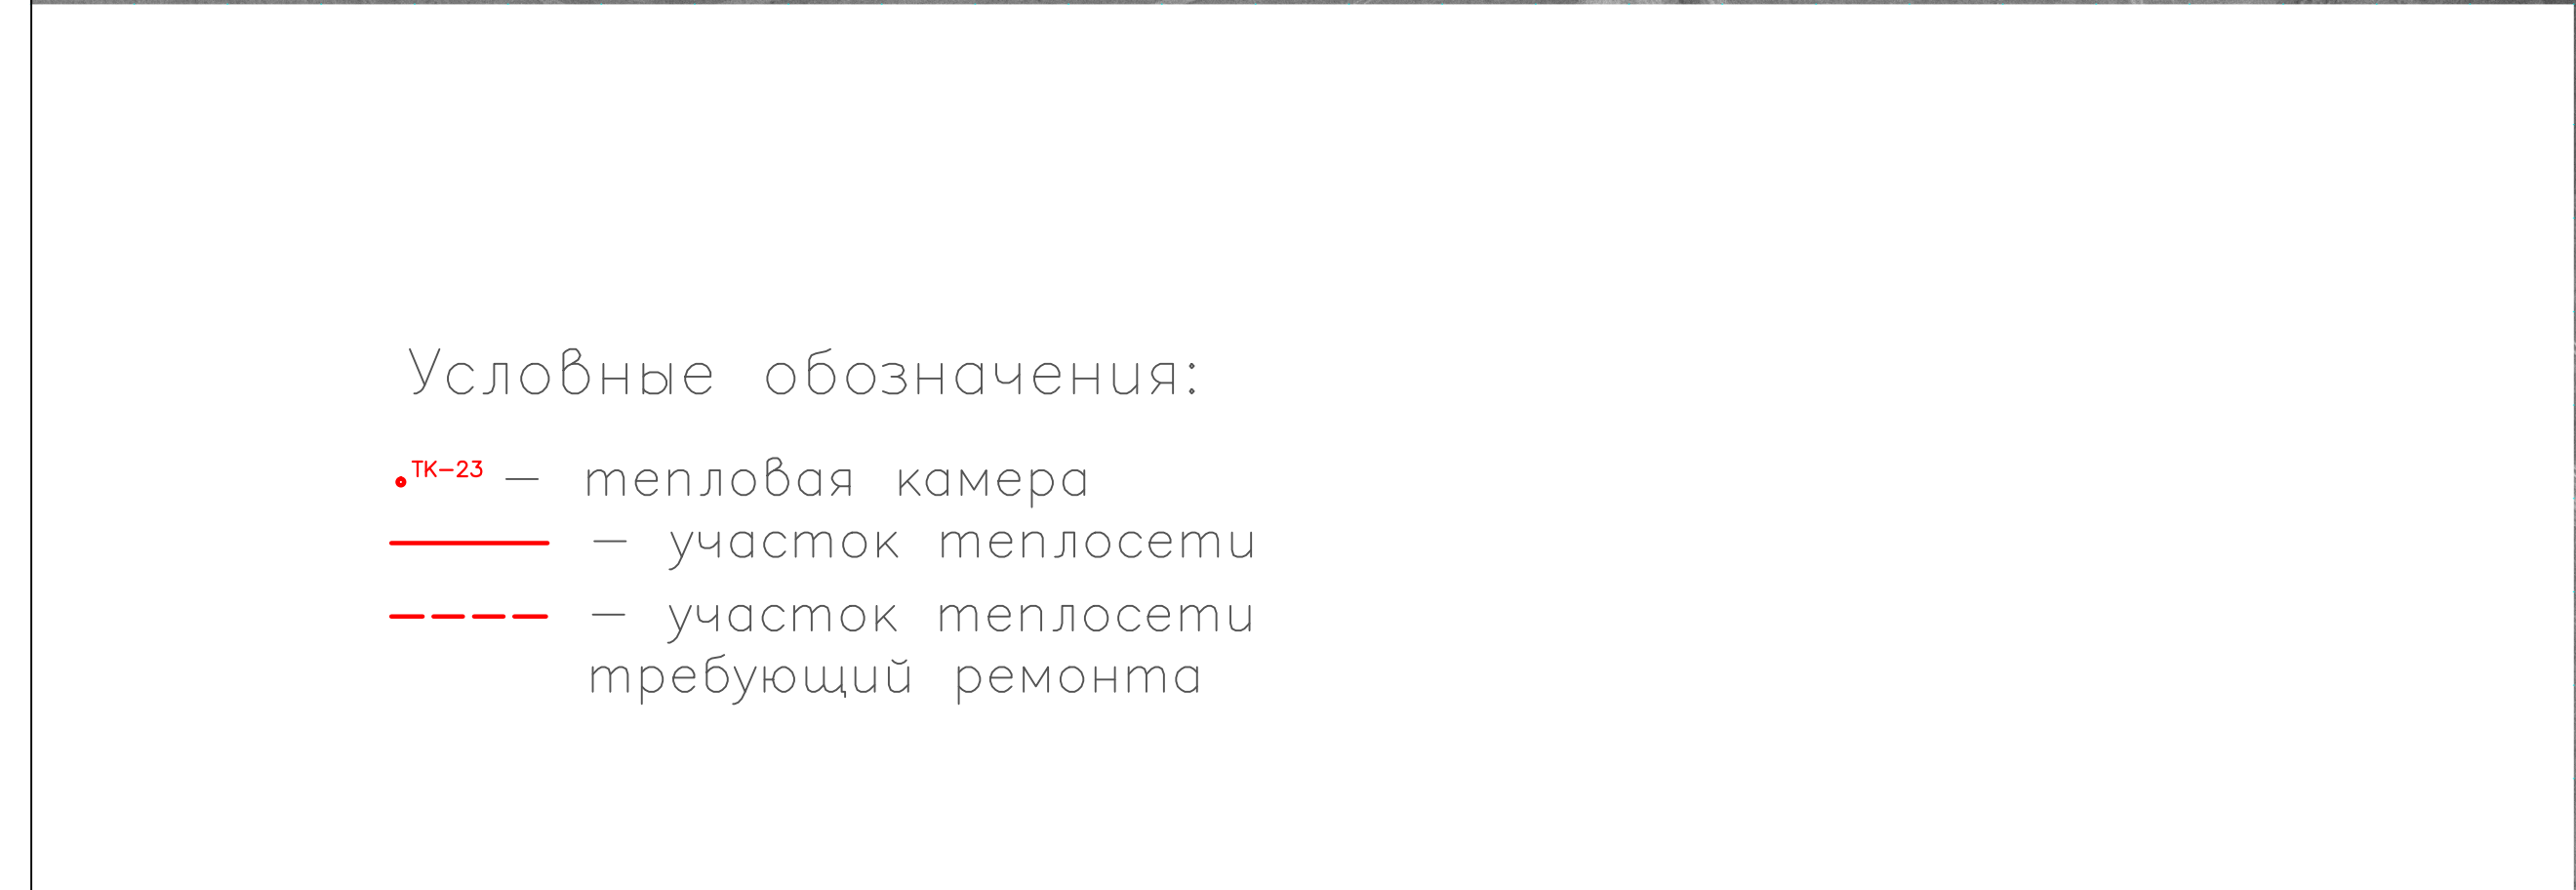 Условные обозначения:
ТК-23 — тепловая камера
— участок теплосети
— участок теплосети
требующий ремонта